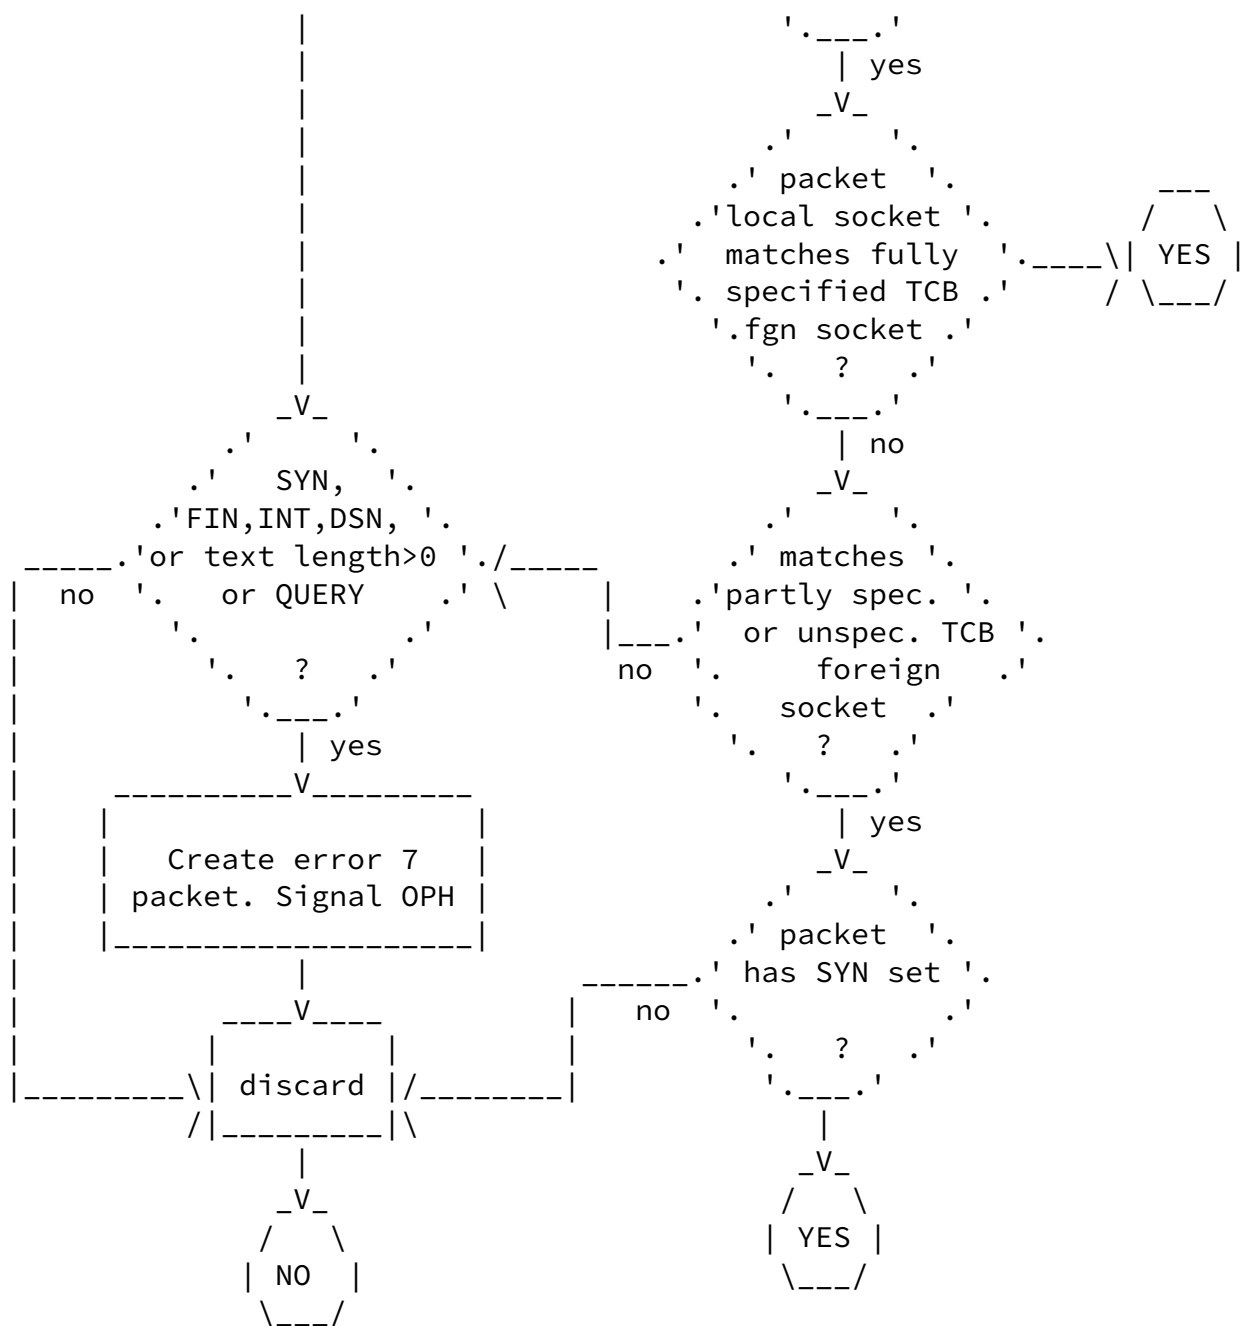 yes
packet
local socket
matches fully
YES
specified TCB
fgn socket
?
no
SYN,
FIN,INT,DSN,
or text length>0
matches
no
or QUERY
partly spec.
or unspec. TCB
?
no
foreign
socket
yes
?
yes
Create error 7
packet. Signal OPH
packet
has SYN set
no
?
discard
YES
NO